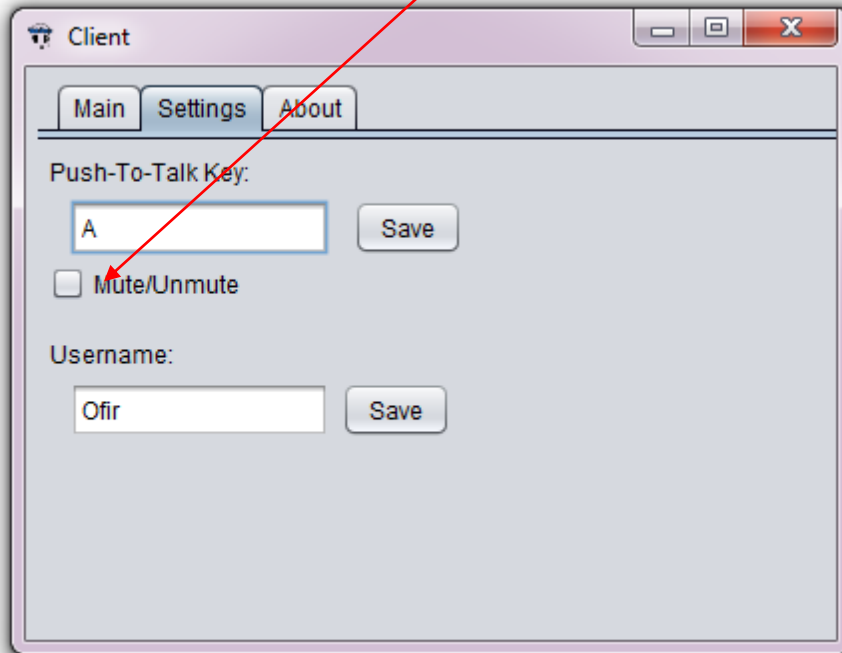 Client
Main Settings About
Push-To-Talk Key:
A Save
Mute/Unmute
Username:
Ofir Save